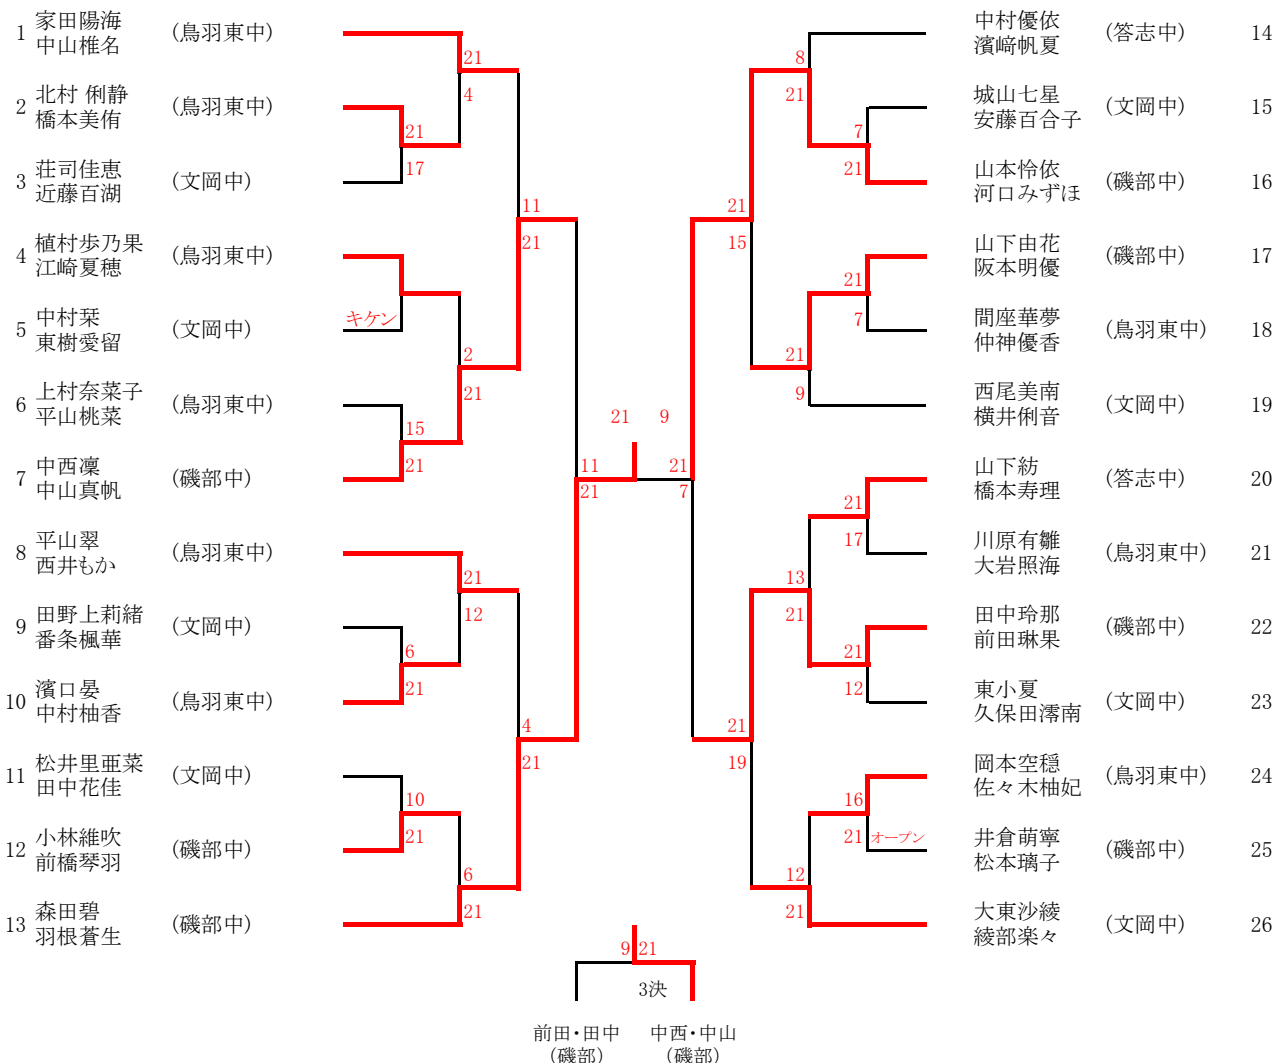 1 家田陽海
中山椎名 (鳥羽東中)
2 北村 俐静
橋本美侑 (鳥羽東中)
3 荘司佳恵
近藤百湖 (文岡中)
4 植村歩乃果
江崎夏穂 (鳥羽東中)
5 中村栞
東樹愛留 (文岡中)
キケン
6 上村奈菜子
平山桃菜 (鳥羽東中)
7 中西凜
中山真帆 (磯部中)
8 平山翠
西井もか (鳥羽東中)
9 田野上莉緒
番条楓華 (文岡中)
10 濱口晏
中村柚香 (鳥羽東中)
11 松井里亜菜
田中花佳 (文岡中)
12 小林維吹
前橋琴羽 (磯部中)
13 森田碧
羽根蒼生 (磯部中)
21
4
21
17
11
21
2
21
15
21
21
12
6
21
4
21
10
21
6
21
11
21
21 9
21
7
8
21
7
21
21
15
21
7
21
9
21
17
13
21
21
12
21
19
16
21 オープン
12
21
中村優依
濱﨑帆夏 (答志中) 14
城山七星
安藤百合子 (文岡中) 15
山本怜依
河口みずほ (磯部中) 16
山下由花
阪本明優 (磯部中) 17
間座華夢
仲神優香 (鳥羽東中) 18
西尾美南
横井俐音 (文岡中) 19
山下紡
橋本寿理 (答志中) 20
川原有雛
大岩照海 (鳥羽東中) 21
田中玲那
前田琳果 (磯部中) 22
東小夏
久保田澪南 (文岡中) 23
岡本空穏
佐々木柚妃 (鳥羽東中) 24
井倉萌寧
松本璃子 (磯部中) 25
大東沙綾
綾部楽々 (文岡中) 26
9 21
3決
前田・田中 中西・中山
(磯部) (磯部)